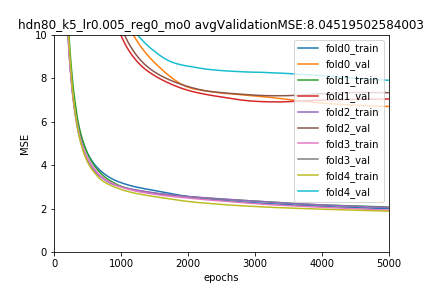 hdn80_k5_lr0.005_reg0_mo0 avgValidationMSE:8.04519502584003
10
8
6
4
2
0
MSE
0
1000
2000
3000
4000
5000
epochs
fold0_train
fold0_val
fold1_train
fold1_val
fold2_train
fold2_val
fold3_train
fold3_val
fold4_train
fold4_val